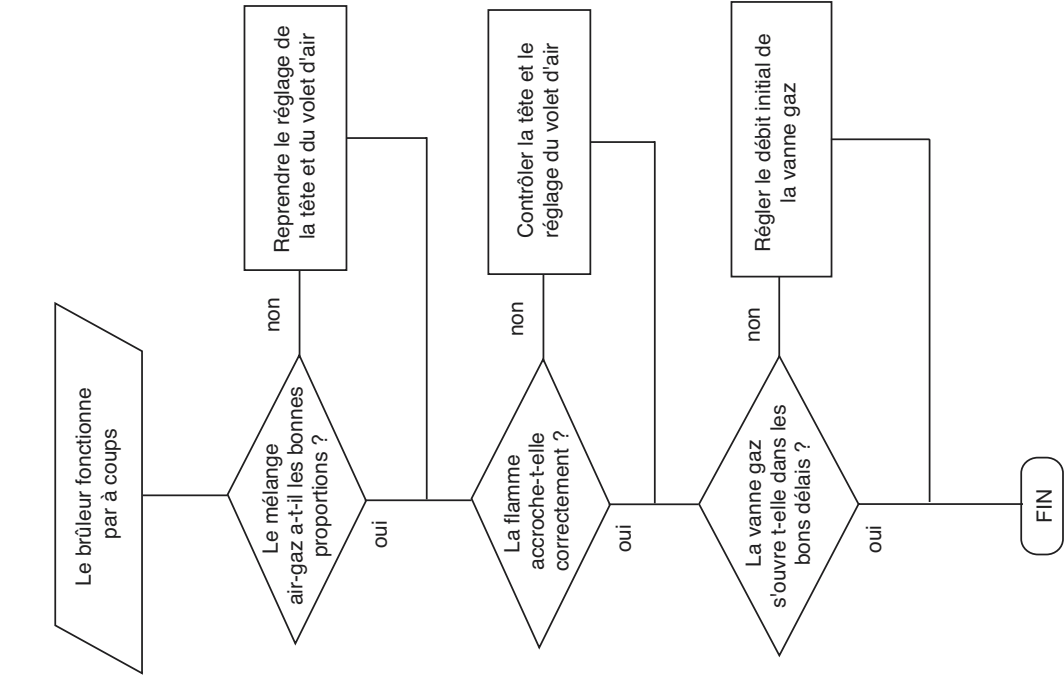 Le brûleur fonctionne
par à coups
Le mélange
air-gaz a-t-il les bonnes
proportions ?
non
Reprendre le réglage de
la tête et du volet d'air
oui
La flamme
accroche-t-elle
correctement ?
non
Contrôler la tête et le
réglage du volet d'air
oui
La vanne gaz
s'ouvre t-elle dans les
bons délais ?
non
Régler le débit initial de
la vanne gaz
oui
FIN